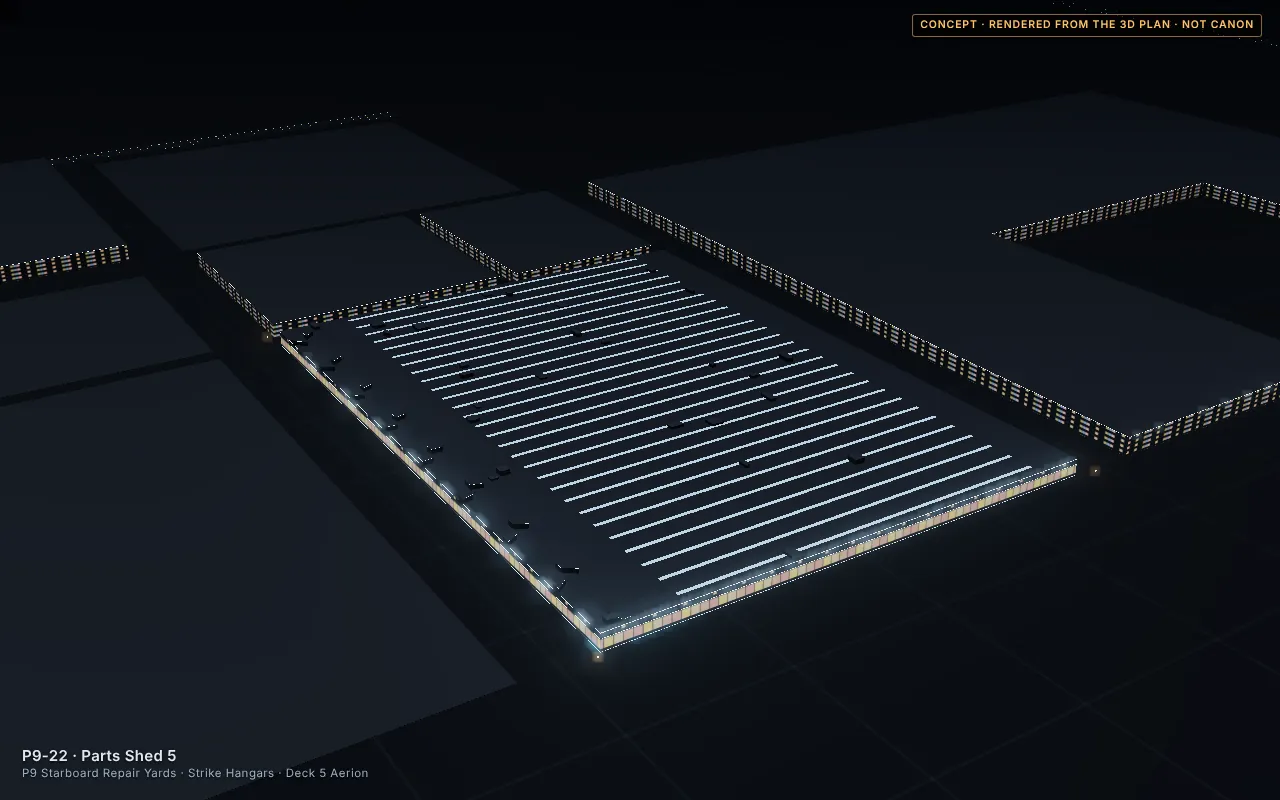 CONCEPT · RENDERED FROM THE 3D PLAN · NOT CANON
P9-22 · Parts Shed 5
P9 Starboard Repair Yards · Strike Hangars · Deck 5 Aerion